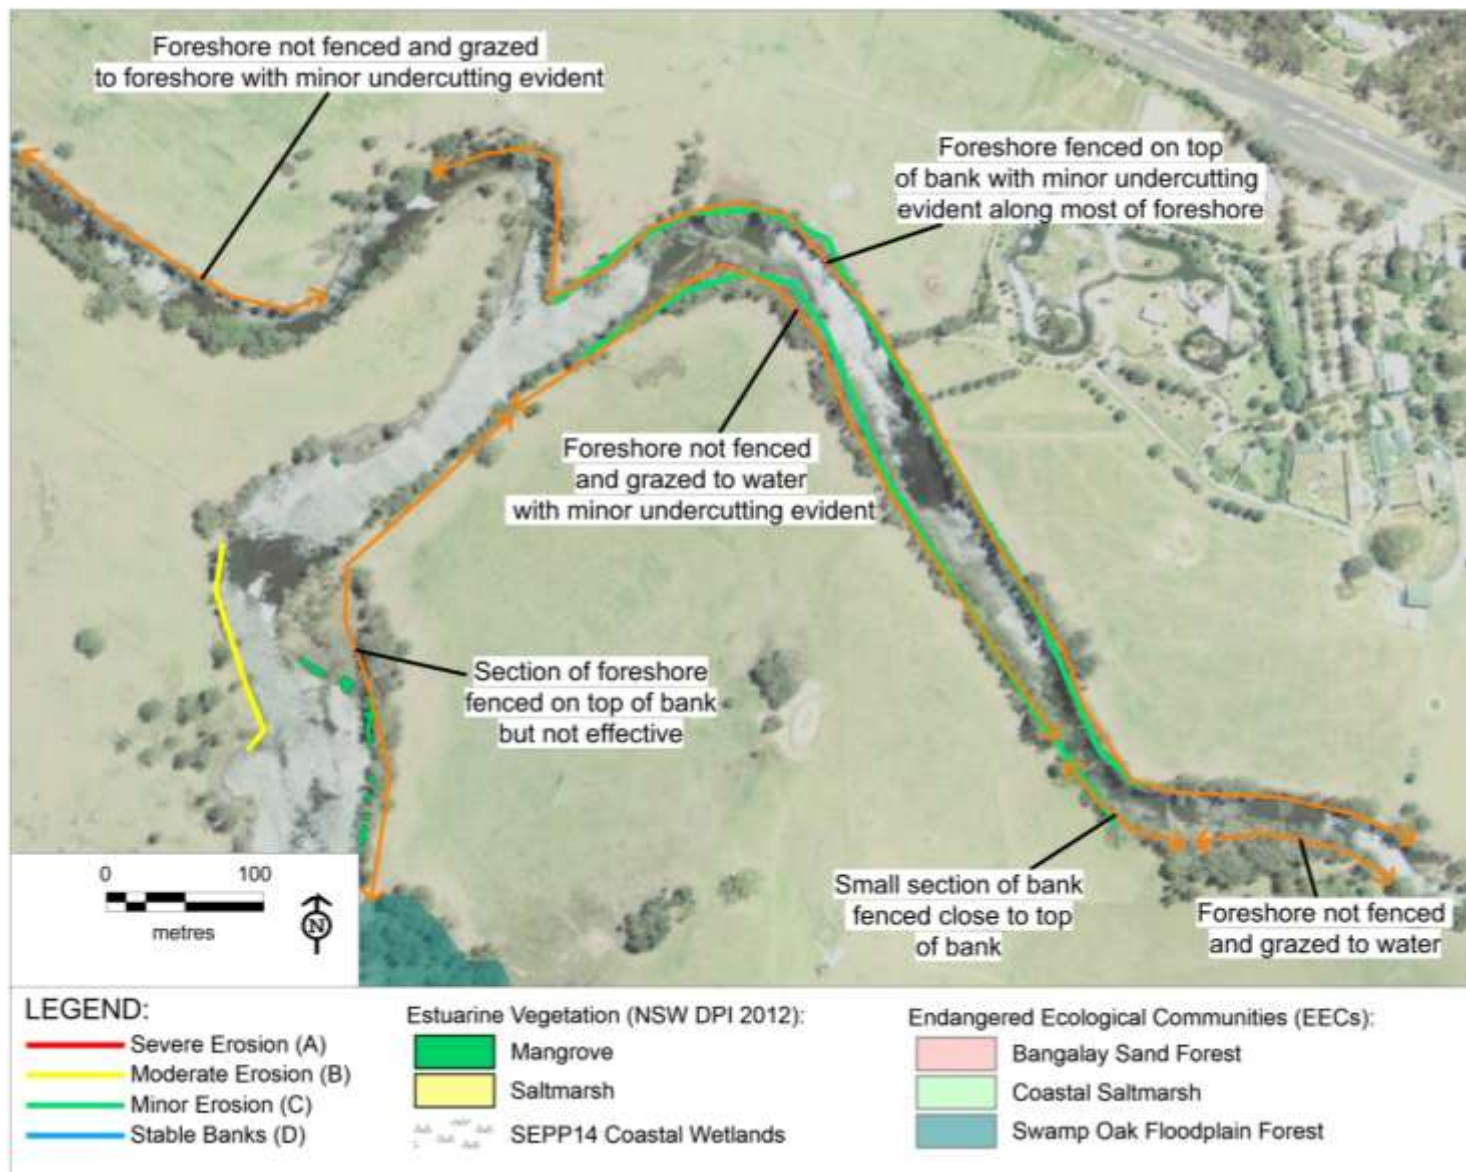 Foreshore not fenced and grazed
to foreshore with minor undercutting evident
Foreshore fenced on top
of bank with minor undercutting
evident along most of foreshore
Foreshore not fenced
and grazed to water
with minor undercutting evident
Section of foreshore
fenced on top of bank
but not effective
Small section of bank
fenced close to top
of bank
Foreshore not fenced
and grazed to water
0 100
metres
N
LEGEND:
Severe Erosion (A)
Moderate Erosion (B)
Minor Erosion (C)
Stable Banks (D)
Estuarine Vegetation (NSW DPI 2012):
Mangrove
Saltmarsh
SEPP14 Coastal Wetlands
Endangered Ecological Communities (EECs):
Bangalay Sand Forest
Coastal Saltmarsh
Swamp Oak Floodplain Forest